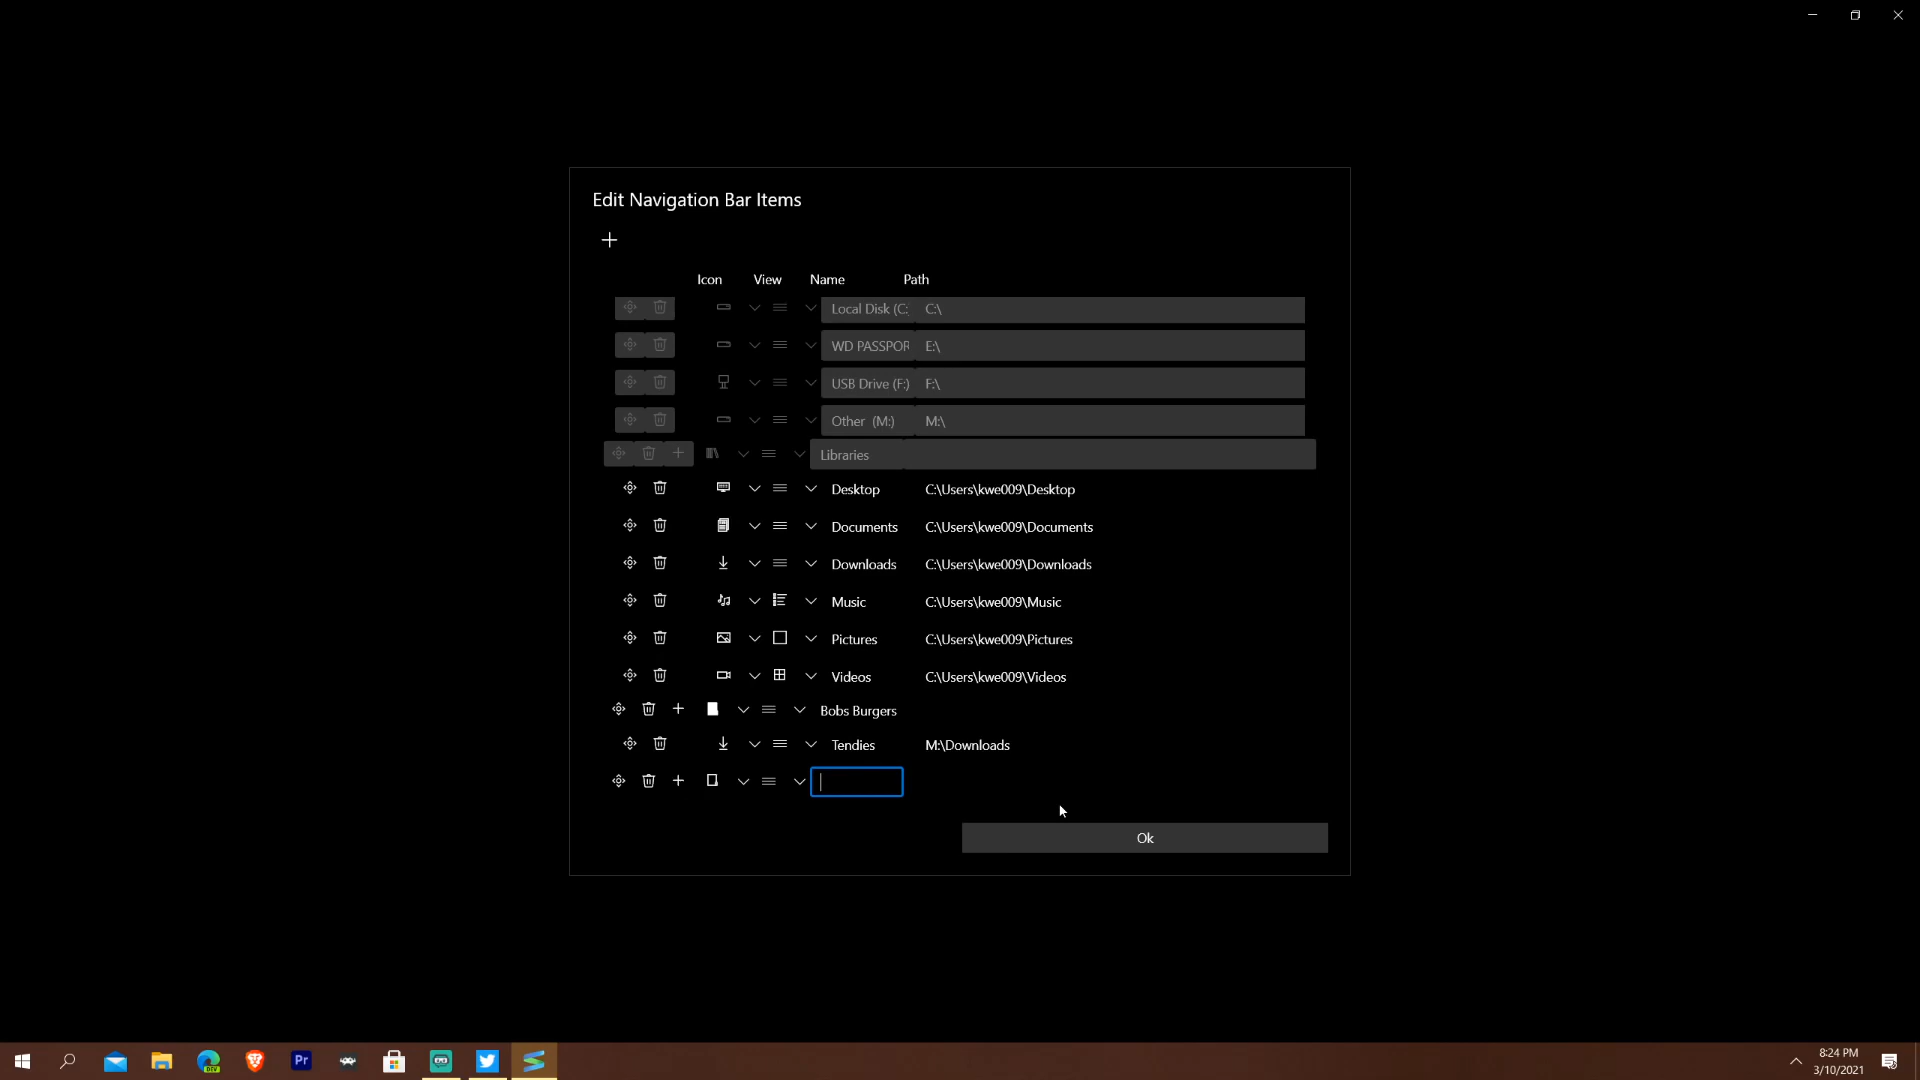 Edit Navigation Bar Items
Icon View Name Path
Local Disk (C: C:\
WD PASSPOR E:\
USB Drive (F:) F:\
Other (M:) M:\
Libraries
Desktop C:\Users\kwe009\Desktop
Documents C:\Users\kwe009\Documents
Downloads C:\Users\kwe009\Downloads
Music C:\Users\kwe009\Music
Pictures C:\Users\kwe009\Pictures
Videos C:\Users\kwe009\Videos
Bobs Burgers
Tendies M:\Downloads
Ok
DEV Pr 8:24 PM
3/10/2021